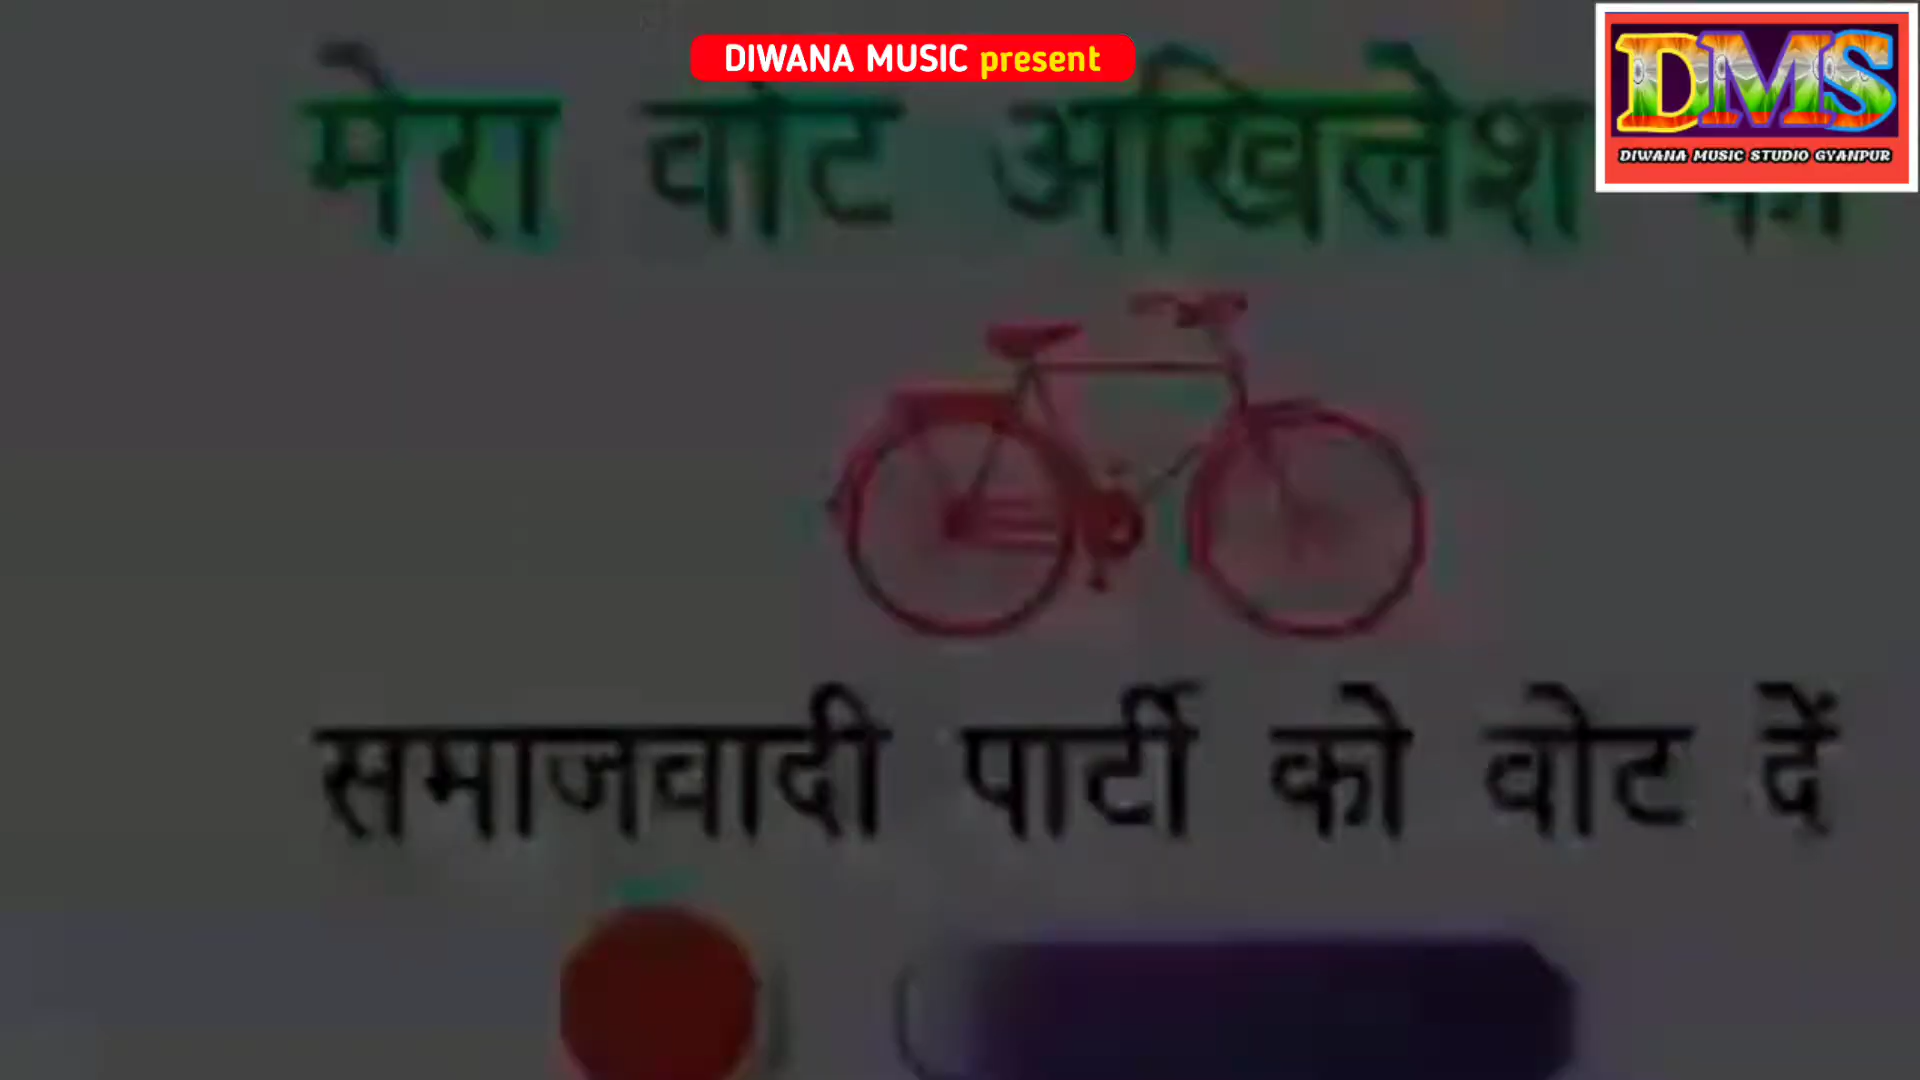 DIWANA MUSIC present
DMS
DIWANA MUSIC STUDIO GYANPUR
मेरा वोट अखिलेश
समाजवादी पार्टी को वोट दें